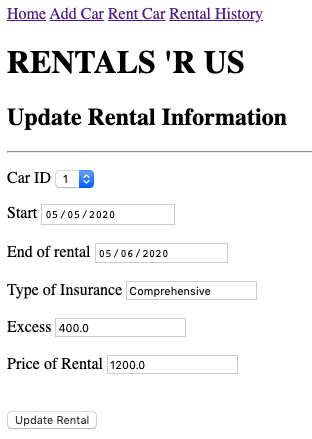 Home Add Car Rent Car Rental History
RENTALS 'R US
Update Rental Information
Car ID 1
Start 05/05/2020
End of rental 05/06/2020
Type of Insurance Comprehensive
Excess 400.0
Price of Rental 1200.0
Update Rental